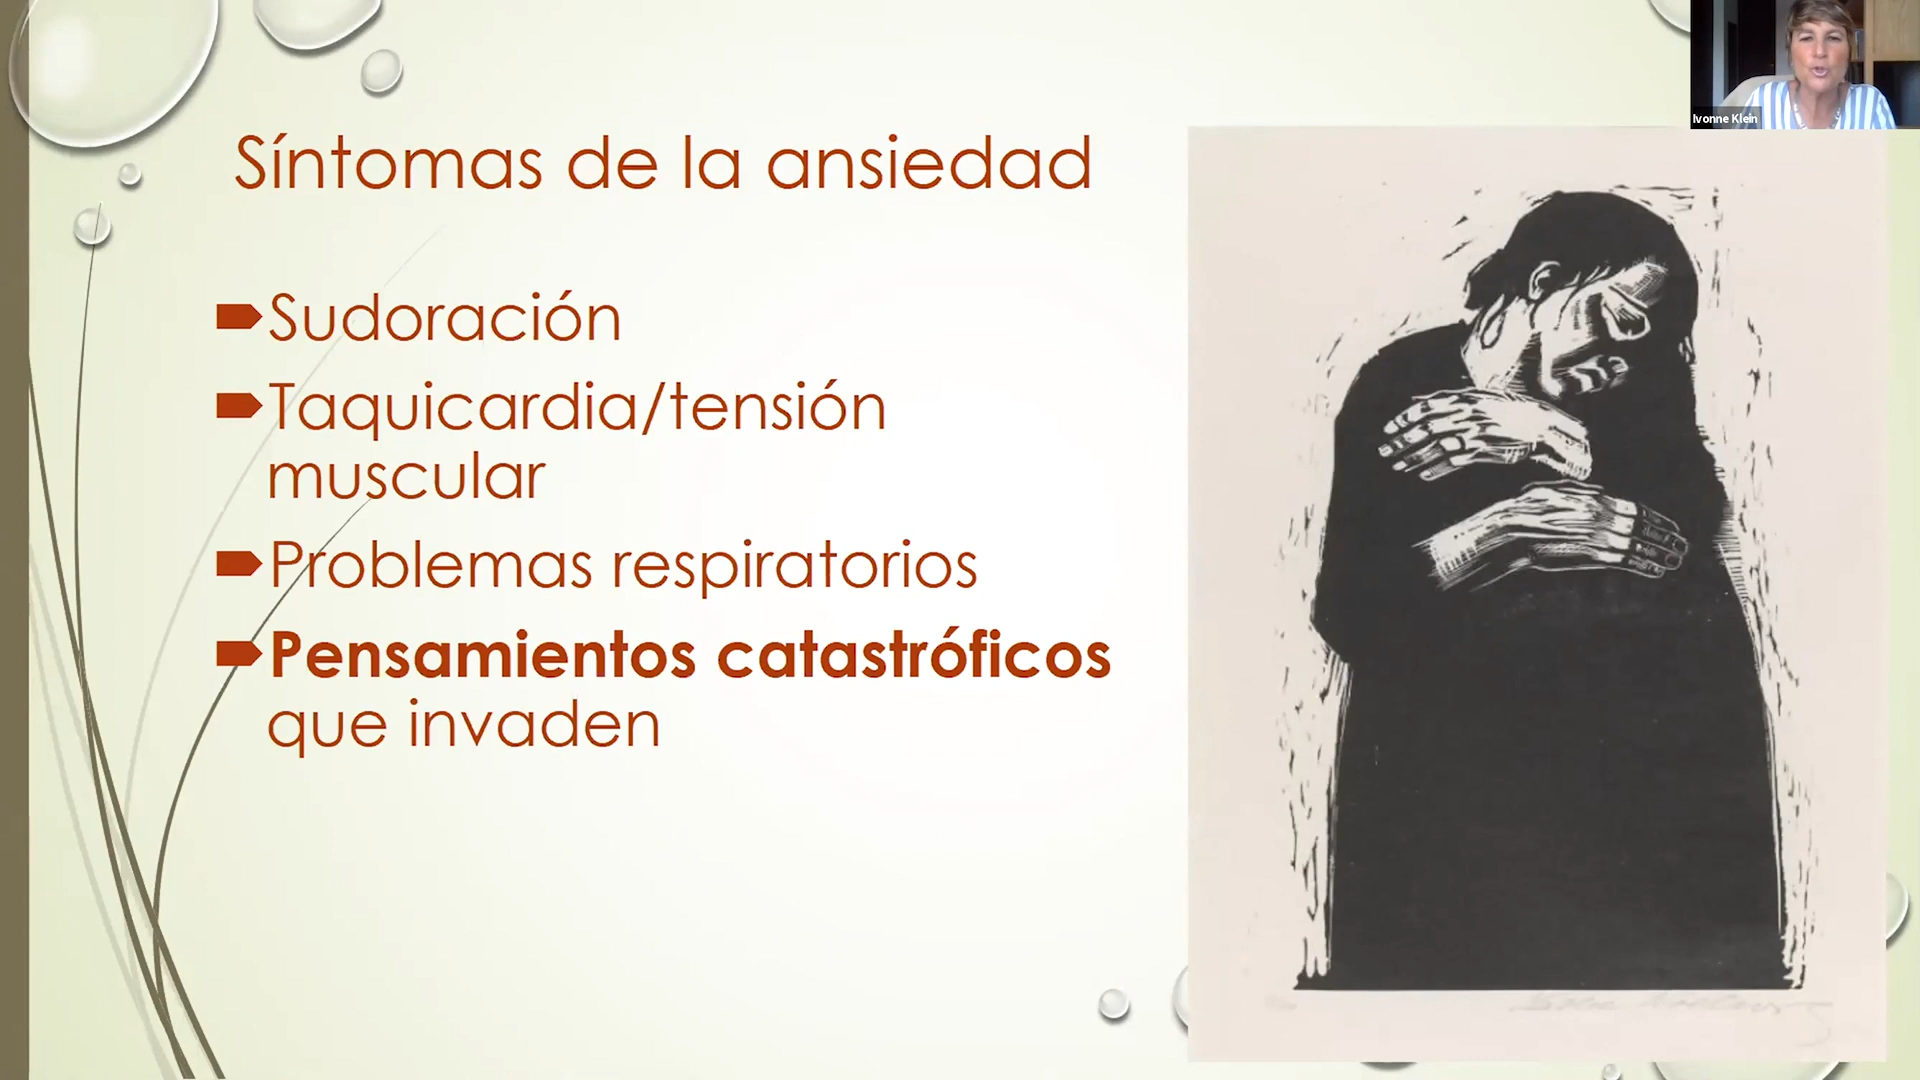 Ivonne Klein
Síntomas de la ansiedad
Sudoración
Taquicardia/tensión
muscular
Problemas respiratorios
Pensamientos catastróficos
que invaden